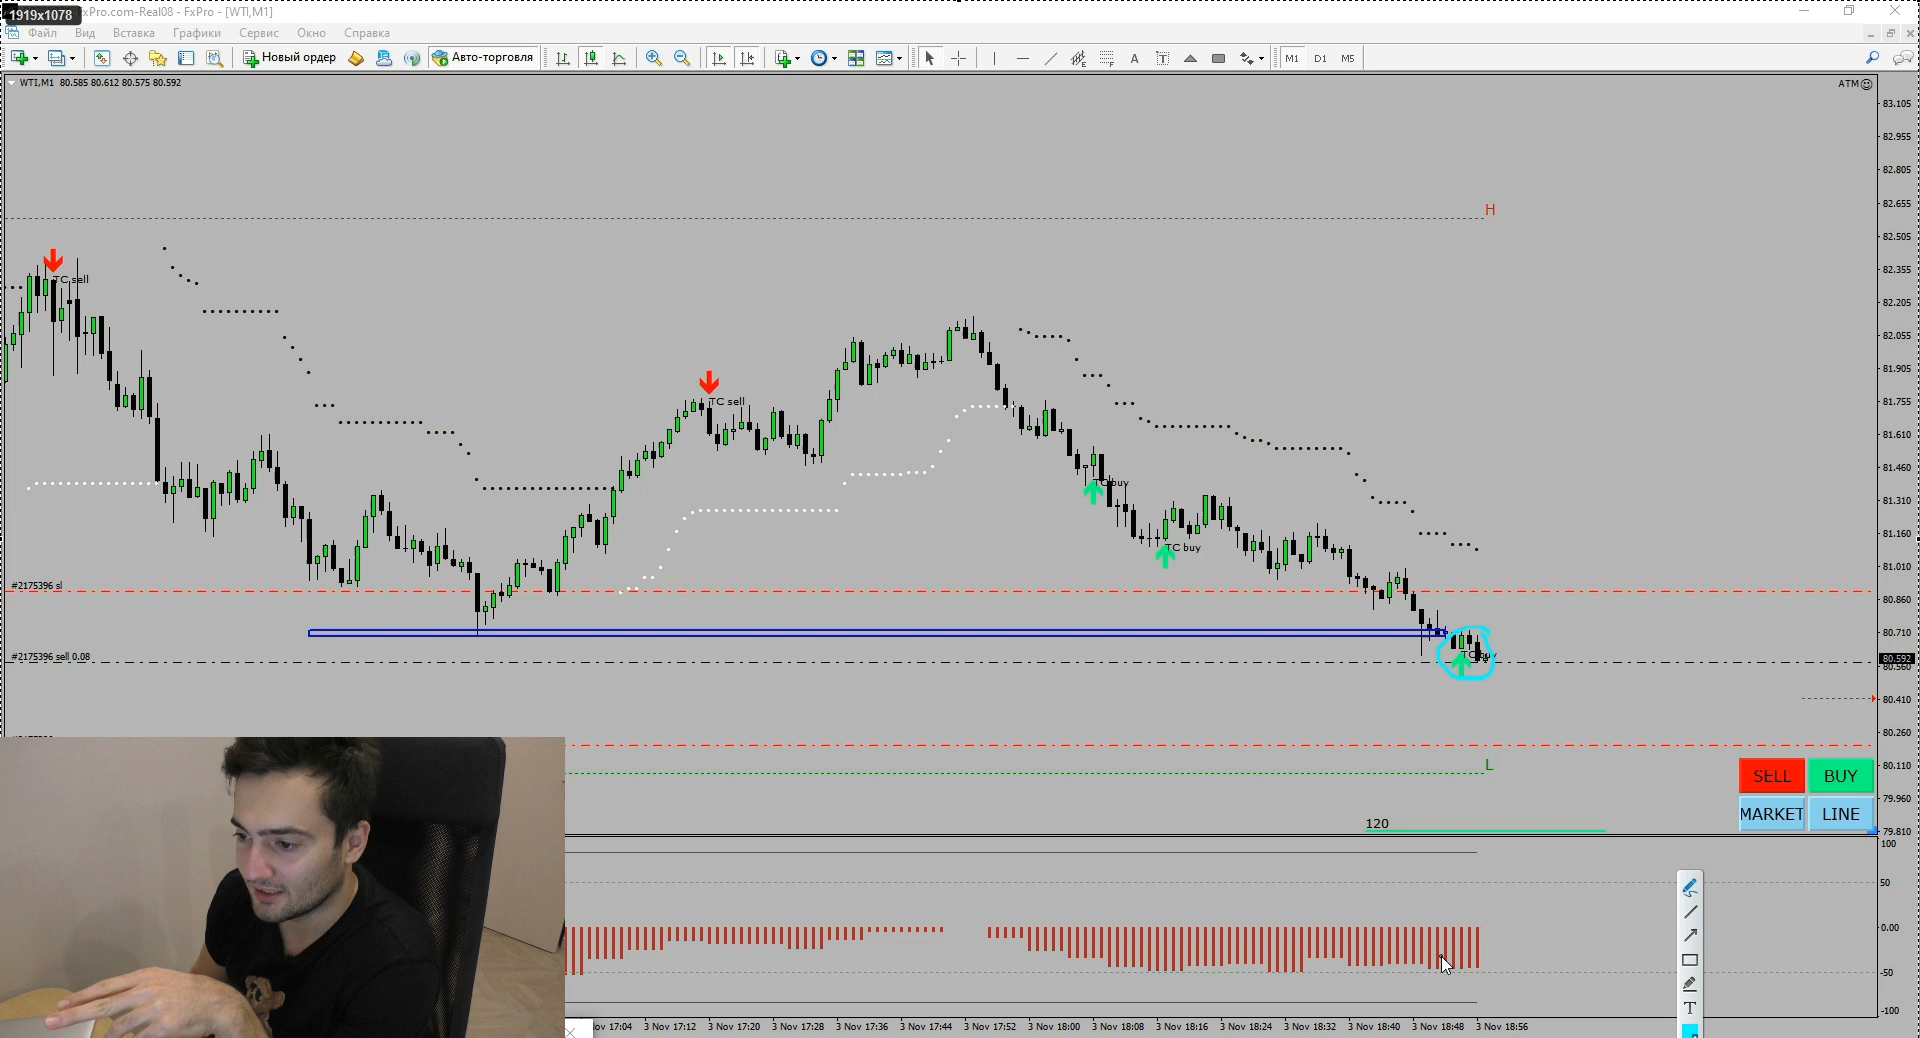 1919x1078
xPro.com-Real08 - FxPro - [WTI,M1]
Файл Вид Вставка Графики Сервис Окно Справка
Новый ордер Авто-торговля A T M1 D1 M5
WTI,M1 80.585 80.612 80.575 80.592
ATM
83.105
82.955
82.805
82.655
H
82.505
82.355
TC sell
82.205
82.055
81.905
81.755
TC sell
81.610
81.460
TC buy
81.310
81.160
TC buy
81.010
#2175396 sl
80.860
80.710
#2175396 sell 0.08
TC buy
80.592
80.560
80.410
80.260
80.110
L
SELL BUY
79.960
MARKET LINE
120
79.810
100
50
0.00
-50
T
-100
ov 17:04 3 Nov 17:12 3 Nov 17:20 3 Nov 17:28 3 Nov 17:36 3 Nov 17:44 3 Nov 17:52 3 Nov 18:00 3 Nov 18:08 3 Nov 18:16 3 Nov 18:24 3 Nov 18:32 3 Nov 18:40 3 Nov 18:48 3 Nov 18:56